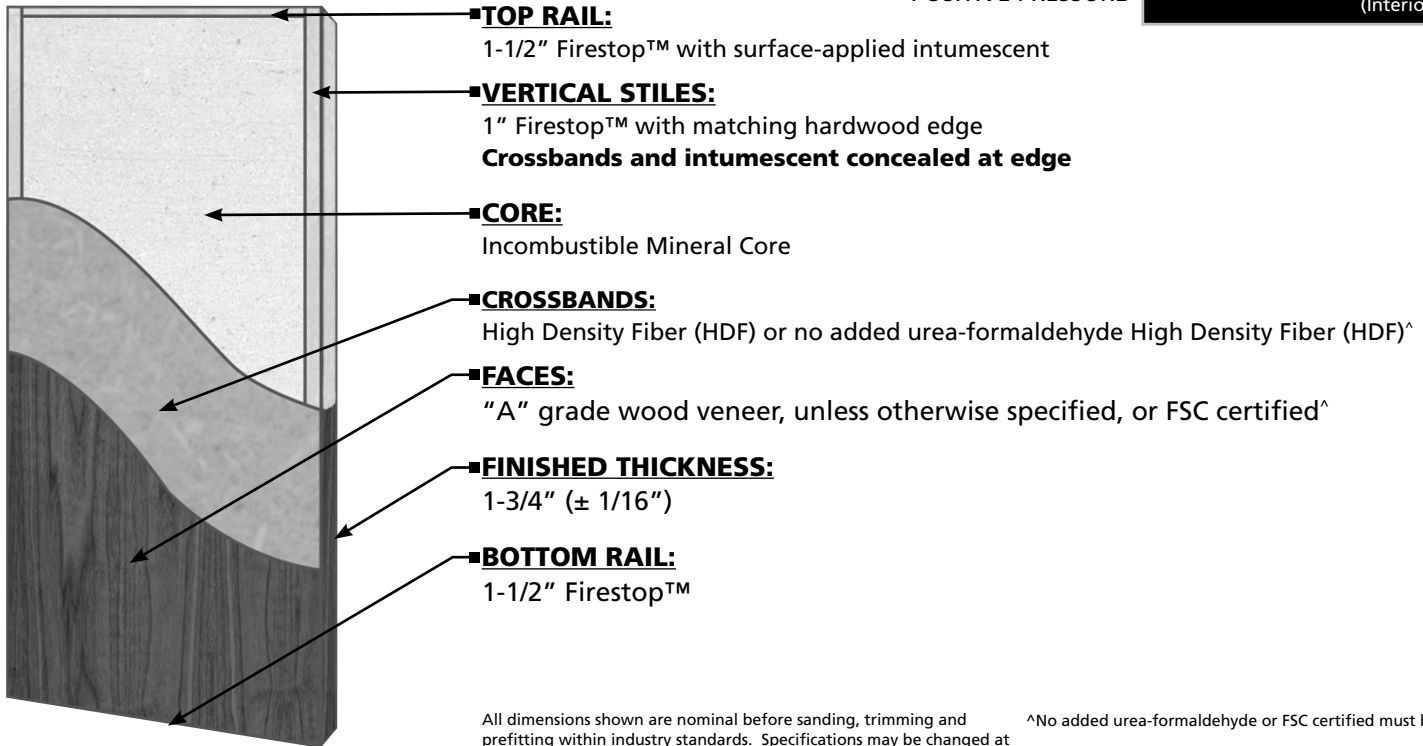 (Interio
TOP RAIL:
1-1/2” Firestop™ with surface-applied intumescent
VERTICAL STILES:
1” Firestop™ with matching hardwood edge
Crossbands and intumescent concealed at edge
CORE:
Incombustible Mineral Core
CROSSBANDS:
High Density Fiber (HDF) or no added urea-formaldehyde High Density Fiber (HDF)^
FACES:
“A” grade wood veneer, unless otherwise specified, or FSC certified^
FINISHED THICKNESS:
1-3/4” (± 1/16”)
BOTTOM RAIL:
1-1/2” Firestop™
All dimensions shown are nominal before sanding, trimming and
prefitting within industry standards. Specifications may be changed at
^No added urea-formaldehyde or FSC certified must b